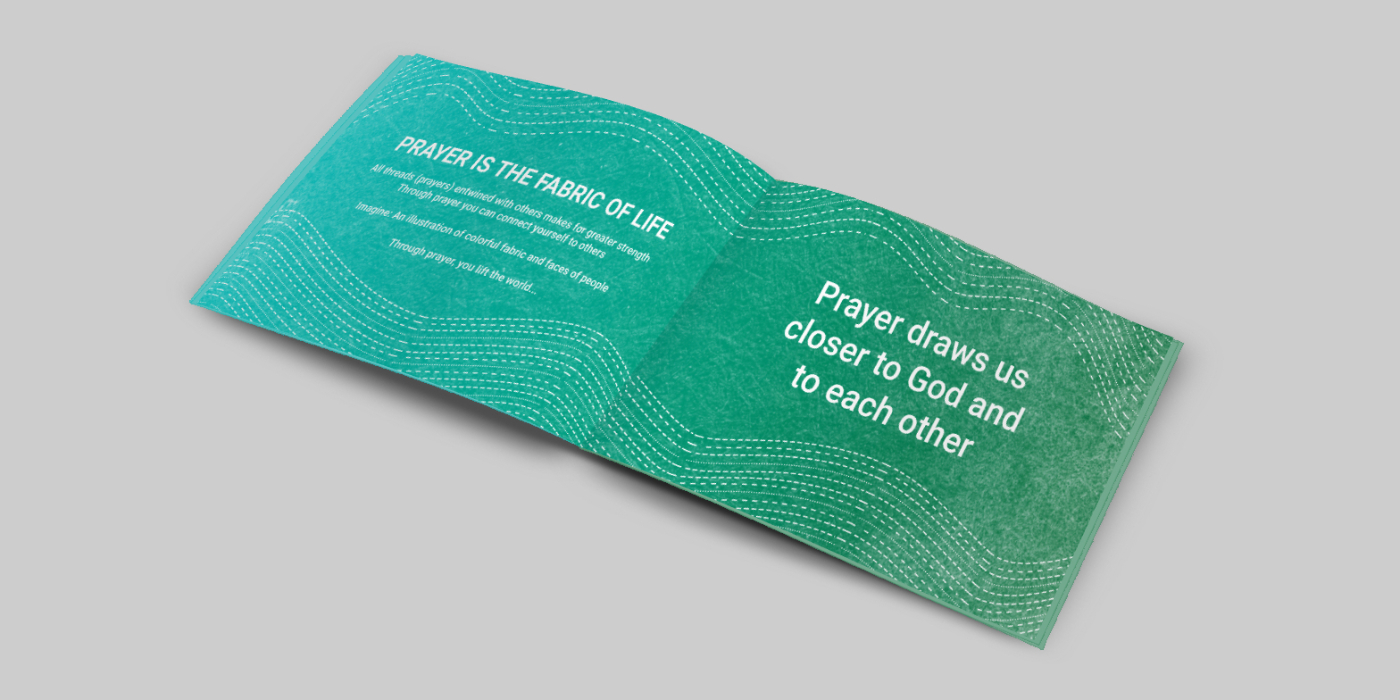 PRAYER IS THE FABRIC OF LIFE
All threads (prayers) entwined with others makes for greater strength
Through prayer you can connect yourself to others
Imagine: An illustration of colorful fabric and faces of people
Through prayer, you lift the world...
Prayer draws us
closer to God and
to each other